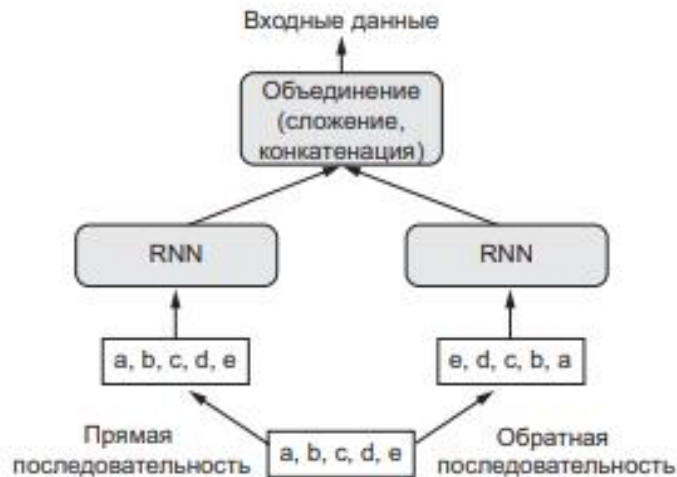 Входные данные
Объединение
(сложение,
конкатенация)
RNN
RNN
a, b, c, d, e
e, d, c, b, a
Прямая
последовательность
a, b, c, d, e
Обратная
последовательность